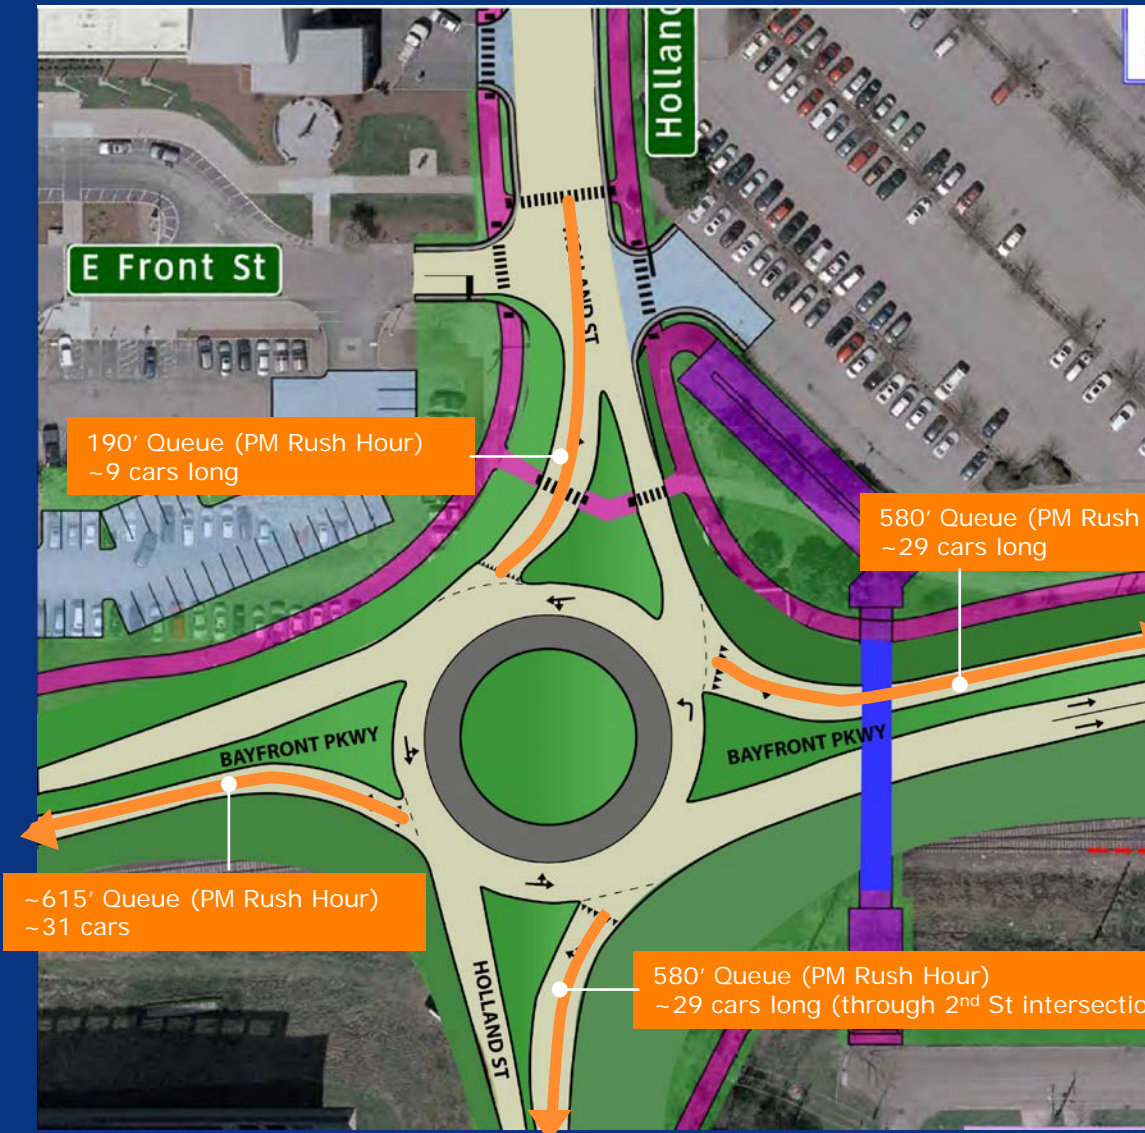 Hollan
E Front St
HOLLAND ST
190' Queue (PM Rush Hour)
~9 cars long
580' Queue (PM Rush
~29 cars long
BAYFRONT PKWY
BAYFRONT PKWY
~615' Queue (PM Rush Hour)
~31 cars
HOLLAND ST
580' Queue (PM Rush Hour)
~29 cars long (through 2nd St intersectio